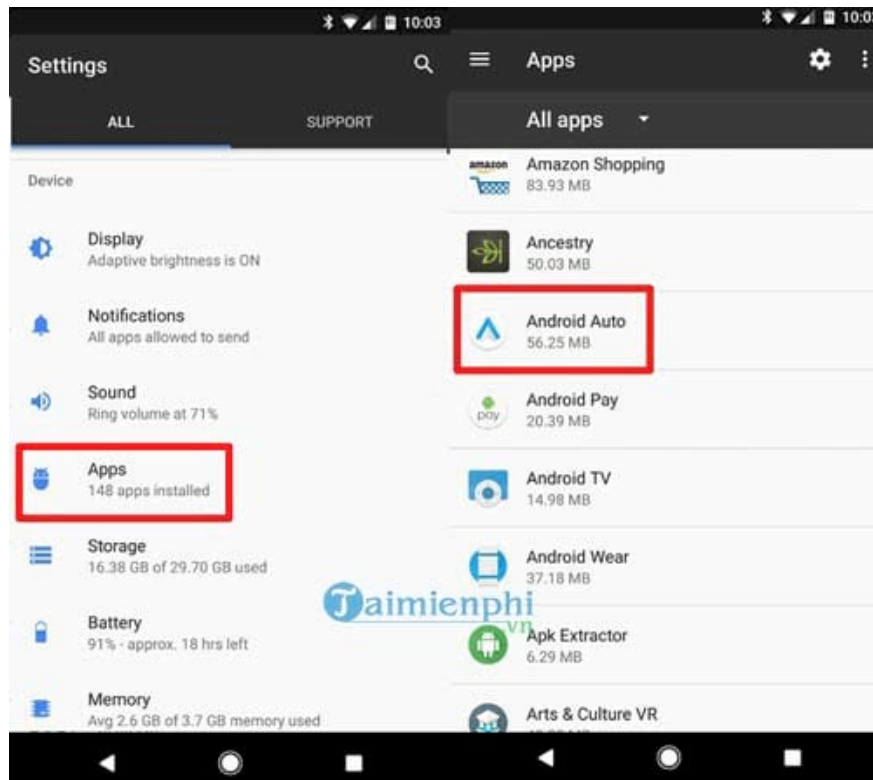 10:03
Settings
ALL
SUPPORT
Device
Display
Adaptive brightness is ON
Notifications
All apps allowed to send
Sound
Ring volume at 71%
Apps
148 apps installed
Storage
16.38 GB of 29.70 GB used
Battery
91% - approx. 18 hrs left
Memory
Avg 2.6 GB of 3.7 GB memory used
10:03
Apps
All apps
amazon
Amazon Shopping
83.93 MB
Ancestry
50.03 MB
Android Auto
56.25 MB
pay
Android Pay
20.39 MB
Android TV
14.98 MB
Android Wear
37.18 MB
Apk Extractor
6.29 MB
Arts & Culture VR
Taimienphi
vn